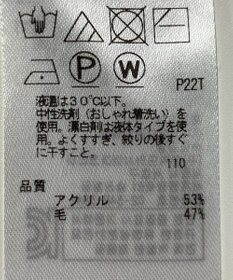 P
W
P22T
液温は30℃以下。
中性洗剤（おしゃれ着洗い）を
使用。漂白剤は液体タイプを使
用。よくすすぎ、絞りの後すぐ
に干すこと。
110
品質
アクリル 53%
毛 47%